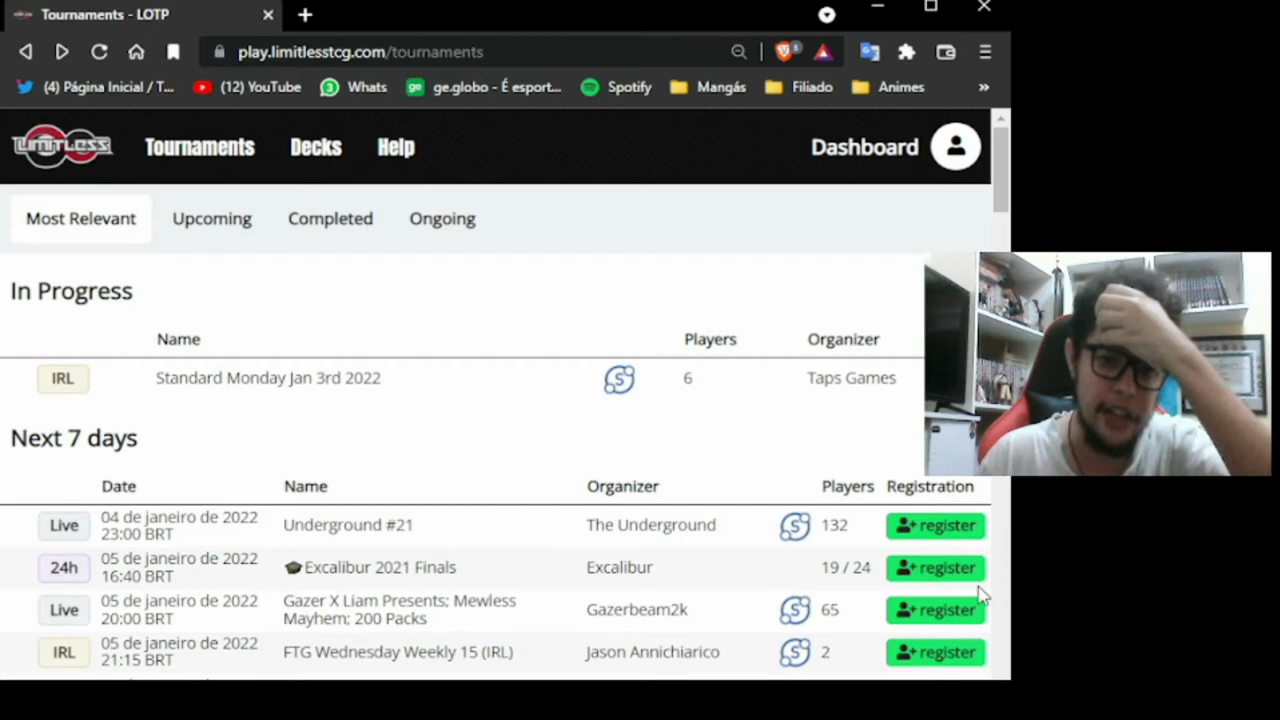 Tournaments - LOTP
play.limitlesstcg.com/tournaments
(4) Página Inicial / T... (12) YouTube Whats ge.globo - É esport... Spotify Mangás Filiado Animes »
LIMITLESS Tournaments Decks Help Dashboard
Most Relevant Upcoming Completed Ongoing
In Progress
Name Players Organizer
IRL Standard Monday Jan 3rd 2022 6 Taps Games
Next 7 days
Date Name Organizer Players Registration
Live 04 de janeiro de 2022 Underground #21 The Underground 132 register
23:00 BRT
24h 05 de janeiro de 2022 Excalibur 2021 Finals Excalibur 19 / 24 register
16:40 BRT
Live 05 de janeiro de 2022 Gazer X Liam Presents; Mewless Gazerbeam2k 65 register
20:00 BRT Mayhem; 200 Packs
IRL 05 de janeiro de 2022 FTG Wednesday Weekly 15 (IRL) Jason Annichiarico 2 register
21:15 BRT